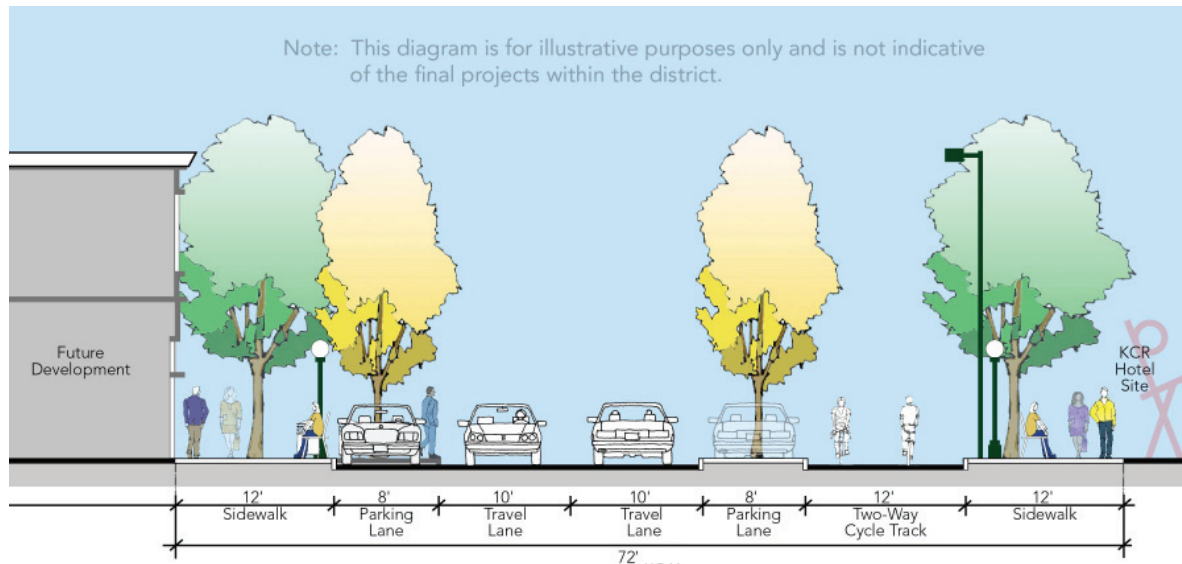 Note: This diagram is for illustrative purposes only and is not indicative
of the final projects within the district.
Future
Development
KCR
Hotel
Site
12' 8' 10' 10' 8' 12' 12'
Sidewalk Parking Travel Travel Parking Two-Way Sidewalk
Lane Lane Lane Lane Cycle Track
72'